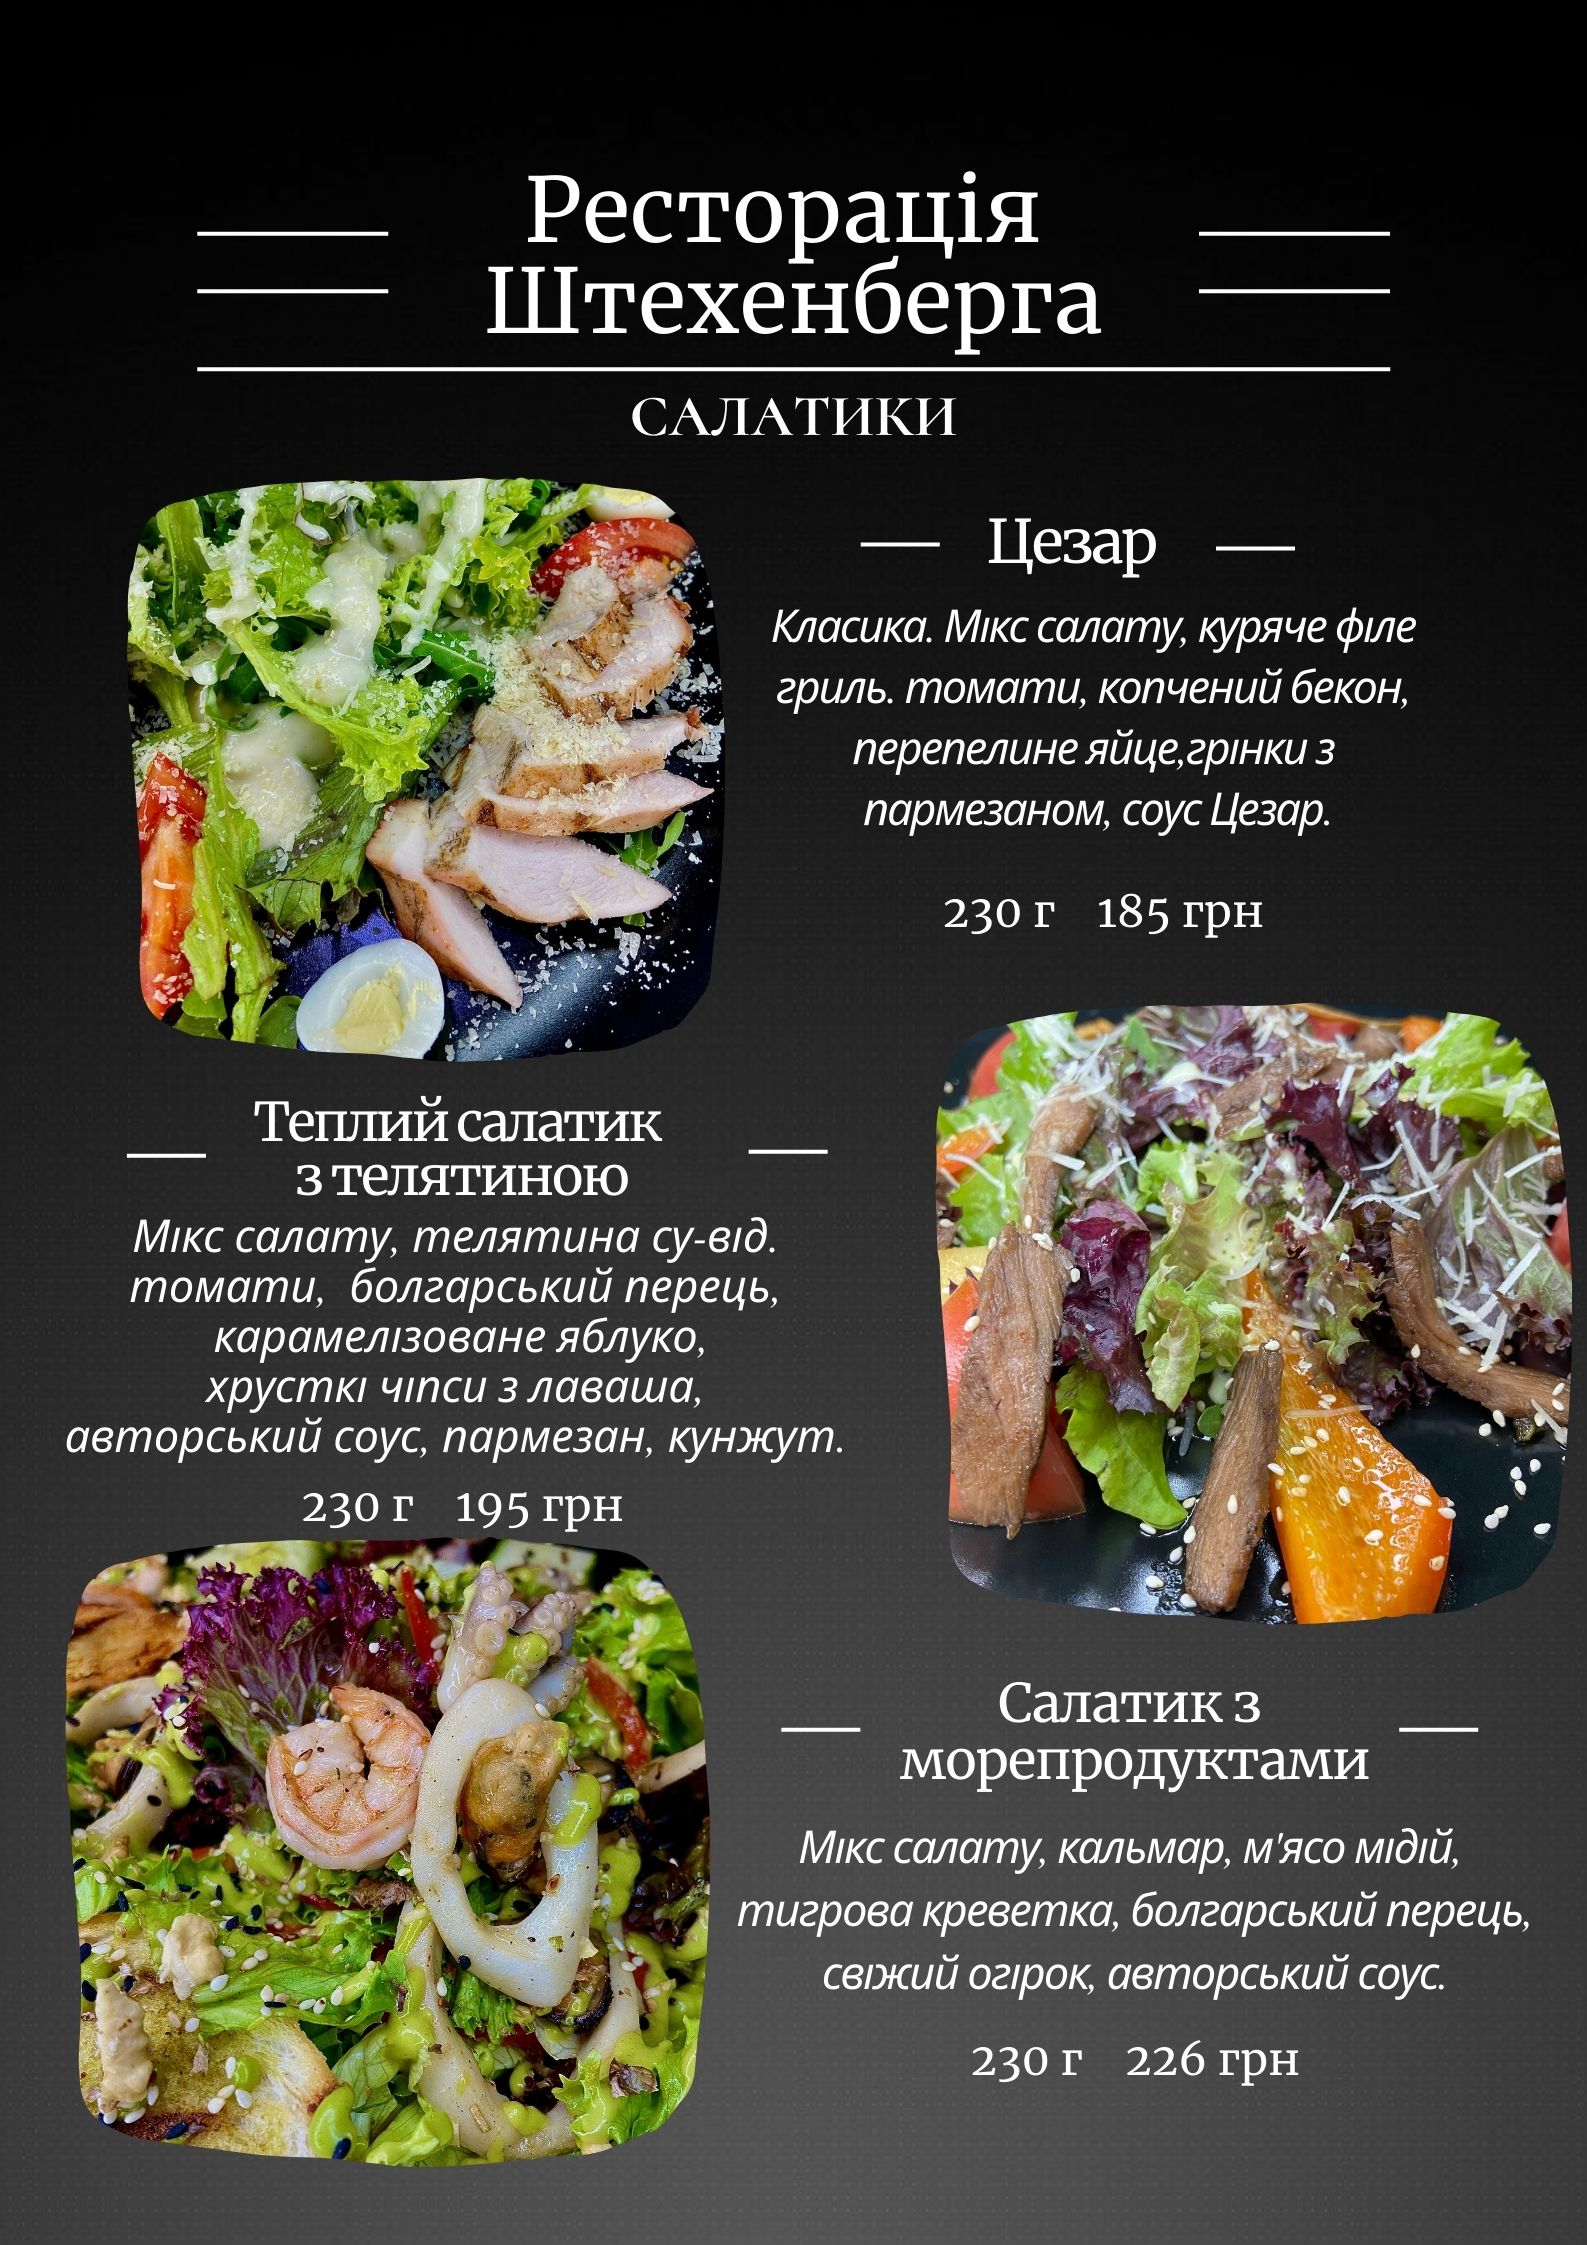 Ресторація
Штехенберга
САЛАТИКИ
Цезар
Класика. Мікс салату, куряче філе
гриль. томати, копчений бекон,
перепелине яйце,грінки з
пармезаном, соус Цезар.
230 г 185 грн
Теплий салатик
з телятиною
Мікс салату, телятина су-від.
томати, болгарський перець,
карамелізоване яблуко,
хрусткі чіпси з лаваша,
авторський соус, пармезан, кунжут.
230 г 195 грн
Салатик з
морепродуктами
Мікс салату, кальмар, м'ясо мідій,
тигрова креветка, болгарський перець,
свіжий огірок, авторський соус.
230 г 226 грн